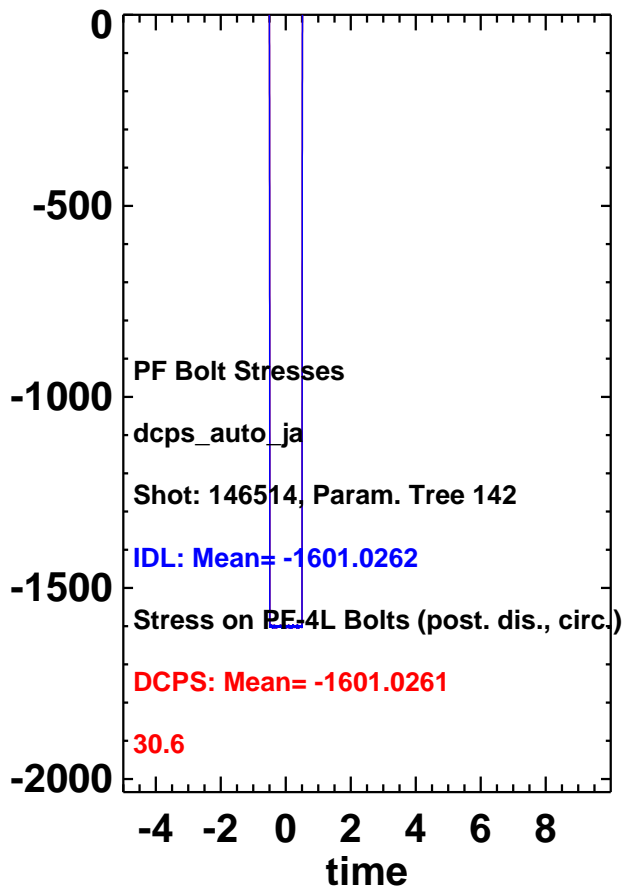 0
-500
-1000
PF Bolt Stresses
dcps_auto_ja
Shot: 146514, Param. Tree 142
IDL: Mean= -1601.0262
-1500
Stress on PF-4L Bolts (post. dis., circ.)
DCPS: Mean= -1601.0261
30.6
-2000
-4 -2 0 2 4 6 8
time